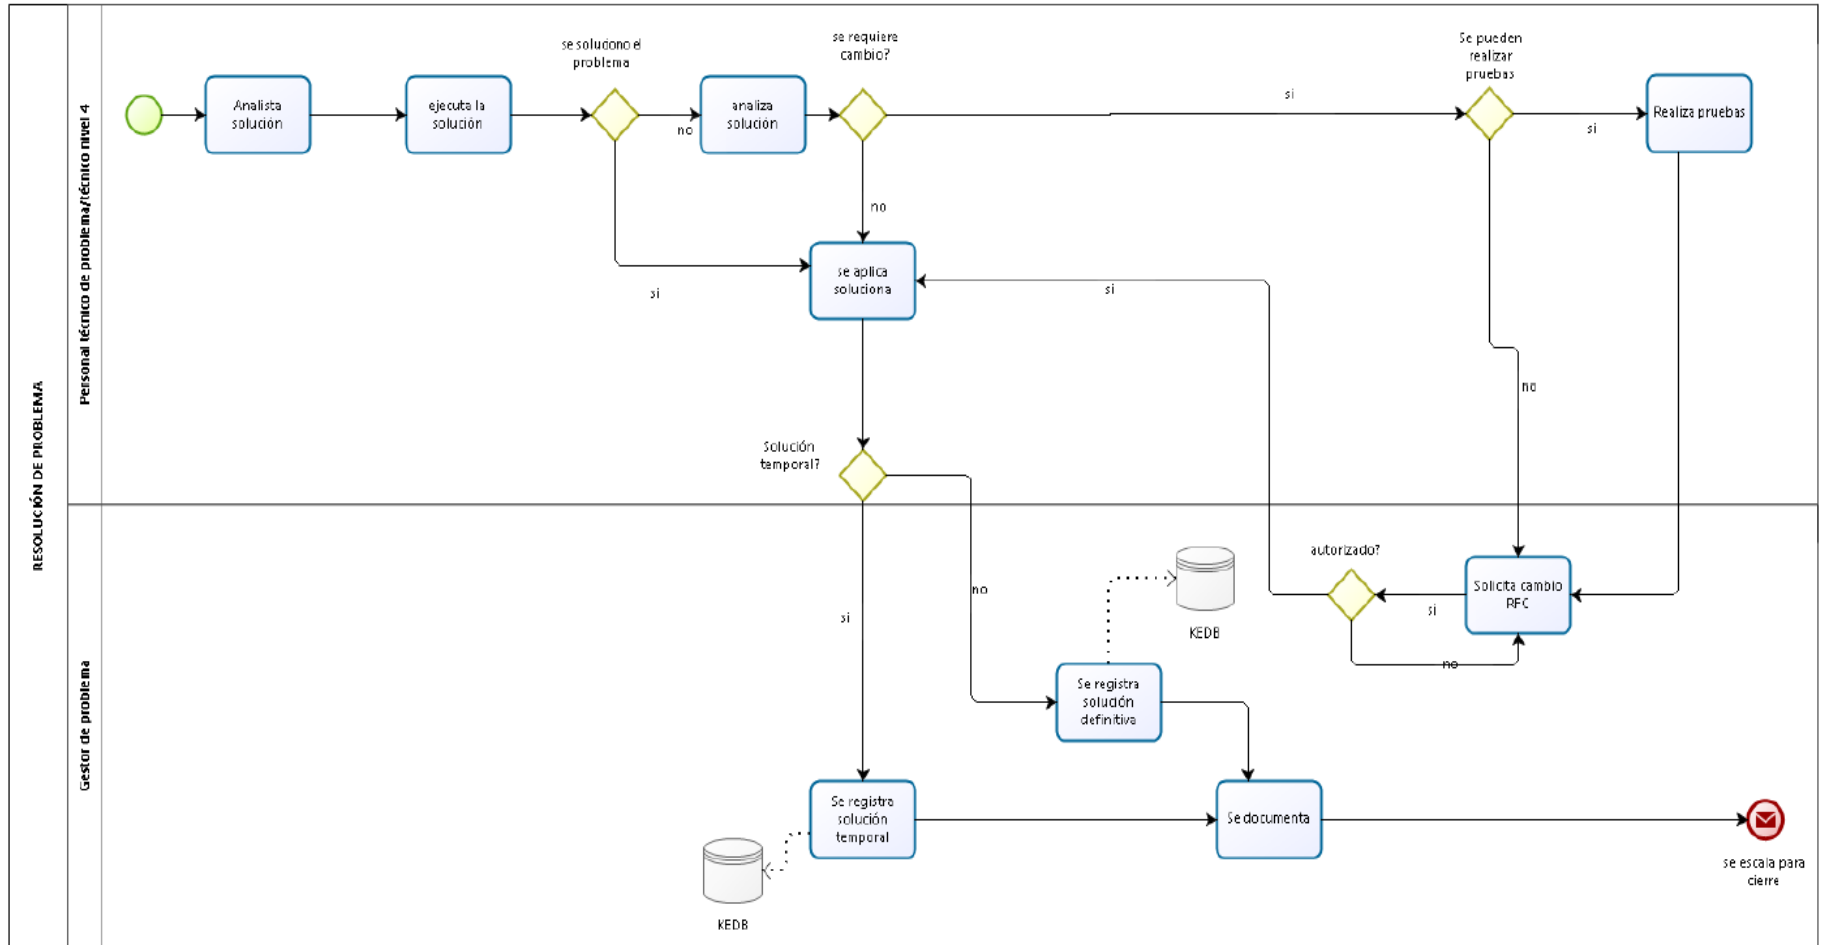 RESOLUCIÓN DE PROBLEMA
Personal técnico de problema/técnico nivel 4
Analista
solución
ejecuta la
solución
se soluciono el
problema
no
si
analiza
solución
se requiere
cambio?
si
no
Se pueden
realizar
pruebas
si
no
Realiza pruebas
se aplica
soluciona
si
Solución
temporal?
Gestor de problema
si
no
autorizado?
si
no
Solicita cambio
RFC
KEDB
Se registra
solución
definitiva
Se registra
solución
temporal
KEDB
Se documenta
se escala para
cierre